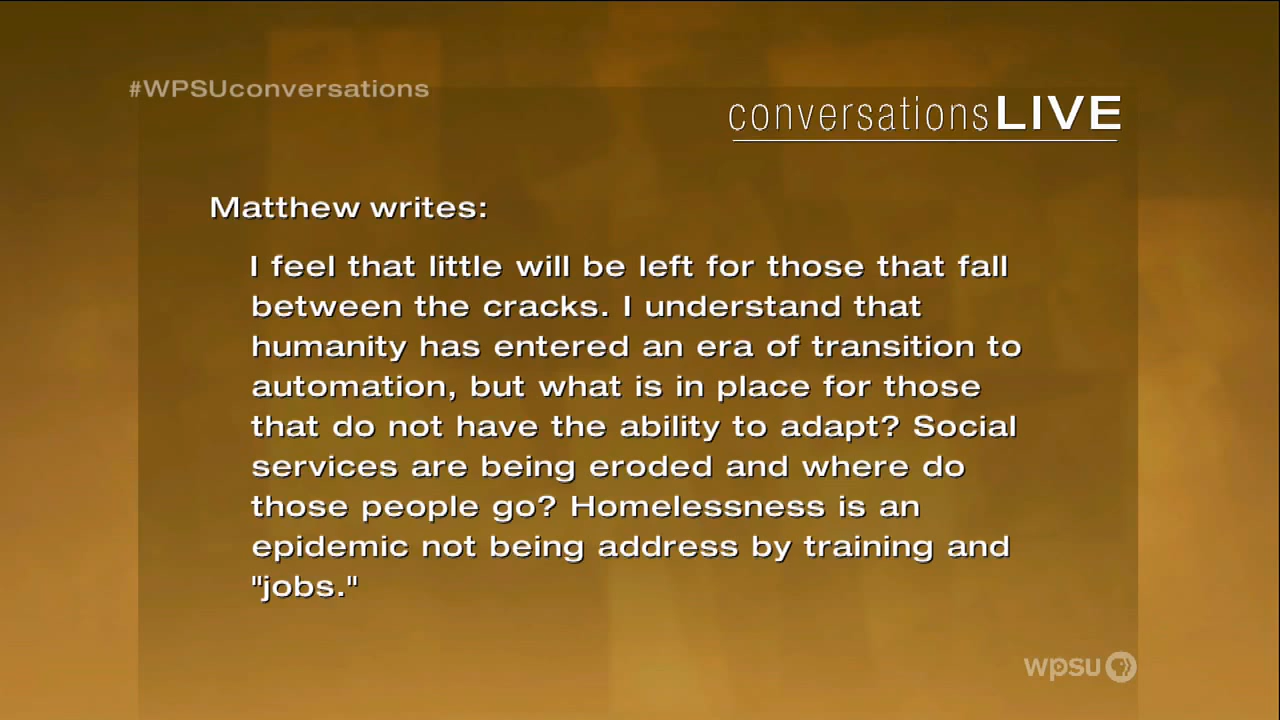 #WPSUconversations
conversationsLIVE
Matthew writes:
I feel that little will be left for those that fall
between the cracks. I understand that
humanity has entered an era of transition to
automation, but what is in place for those
that do not have the ability to adapt? Social
services are being eroded and where do
those people go? Homelessness is an
epidemic not being address by training and
"jobs."
wpsu